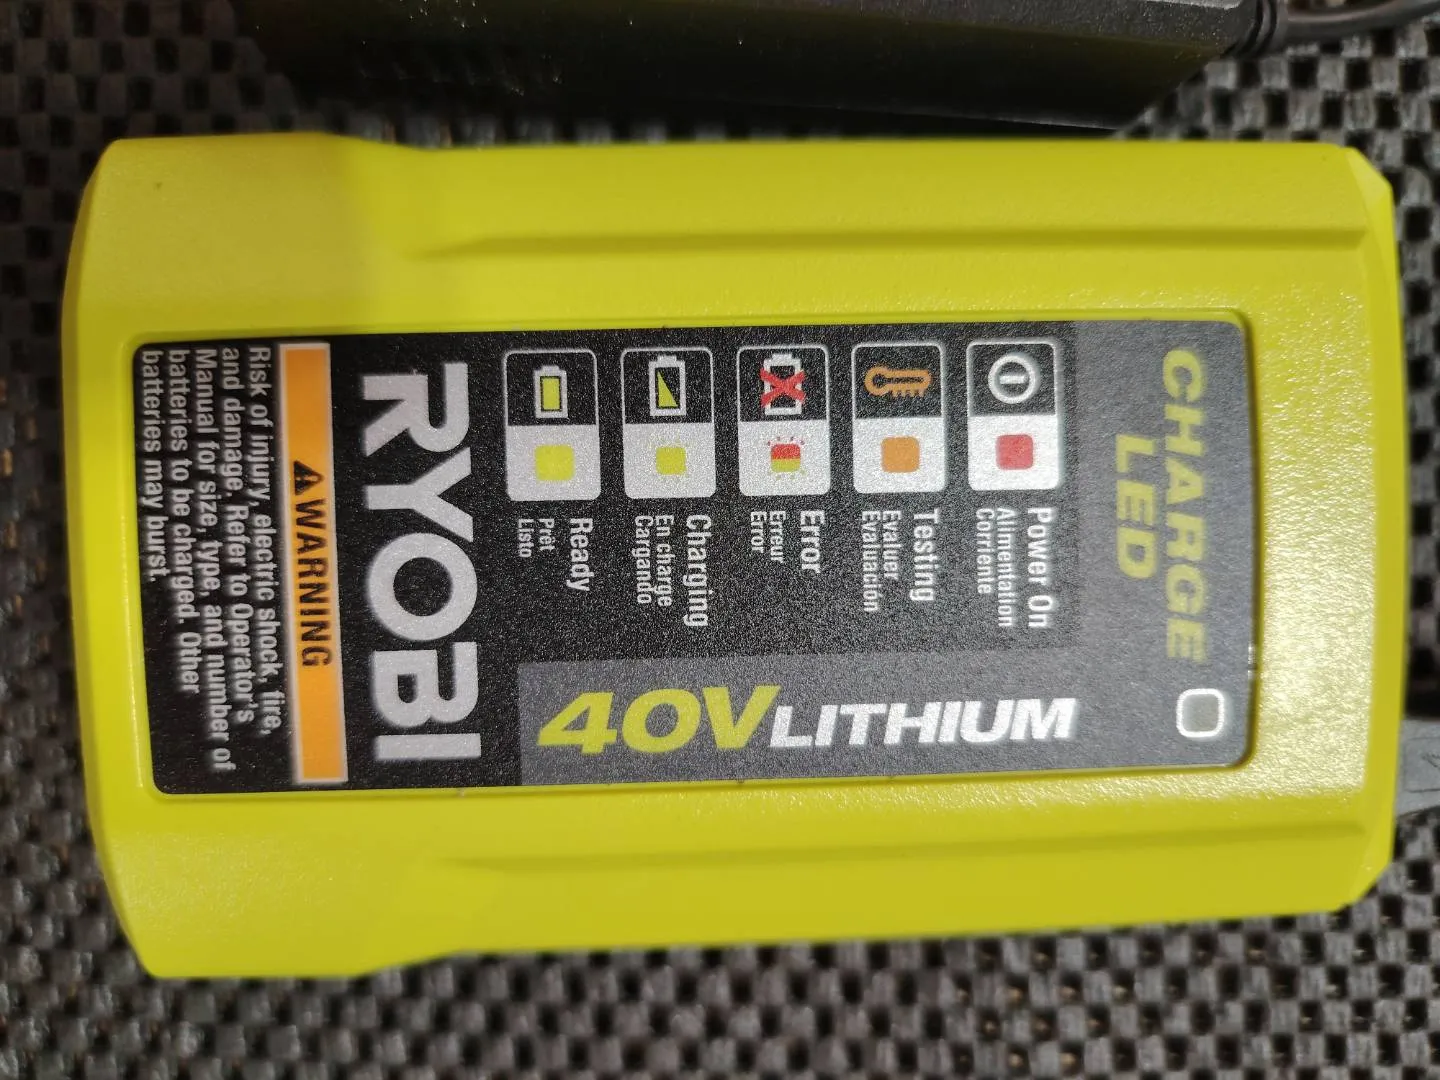 CHARGE
LED
Power On
Alimentation
Corriente
Testing
Évaluer
Evaluación
Error
Erreur
Error
Charging
En charge
Cargando
Ready
Prêt
Listo
40V LITHIUM
RYOBI
WARNING
Risk of injury, electric shock, fire,
and damage. Refer to Operator's
Manual for size, type, and number of
batteries to be charged. Other
batteries may burst.